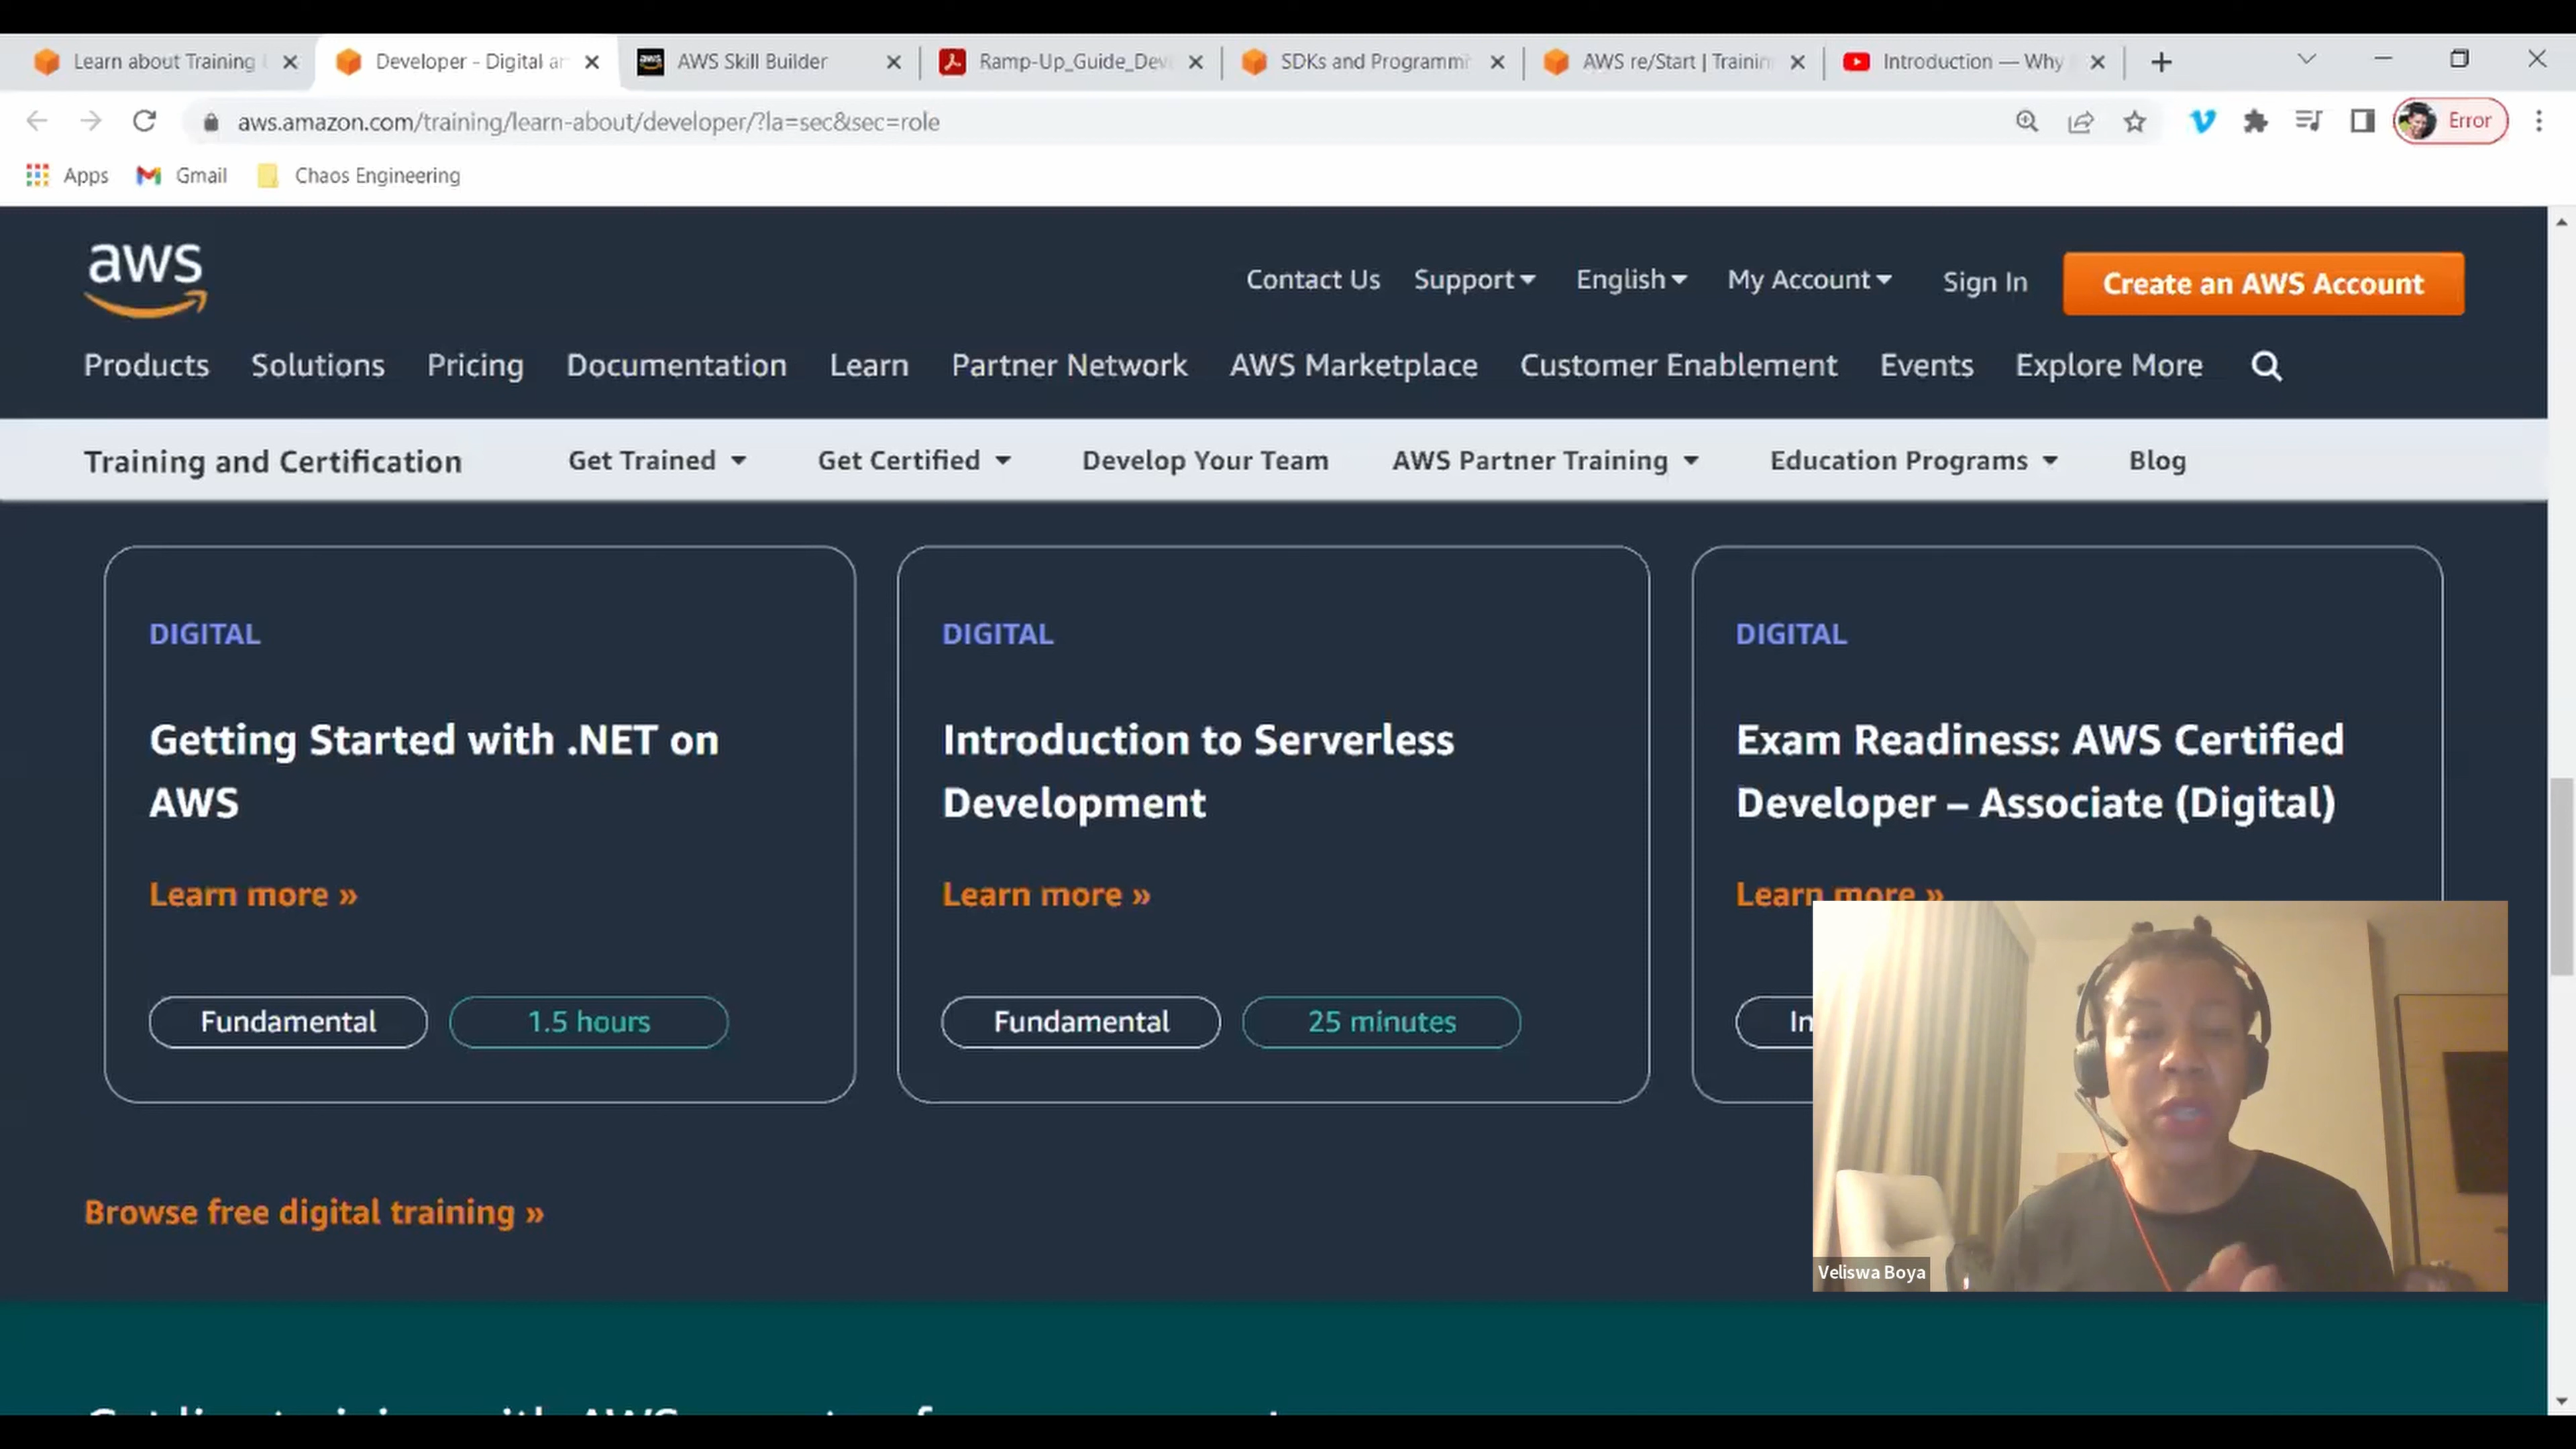 Learn about Training
Developer - Digital an
AWS Skill Builder
Ramp-Up_Guide_Dev
SDKs and Programmi
AWS re/Start | Trainin
Introduction — Why
aws.amazon.com/training/learn-about/developer/?la=sec&sec=role
Error
Apps
Gmail
Chaos Engineering
aws
Contact Us
Support
English
My Account
Sign In
Create an AWS Account
Products
Solutions
Pricing
Documentation
Learn
Partner Network
AWS Marketplace
Customer Enablement
Events
Explore More
Training and Certification
Get Trained
Get Certified
Develop Your Team
AWS Partner Training
Education Programs
Blog
DIGITAL
Getting Started with .NET on
AWS
Learn more »
Fundamental
1.5 hours
DIGITAL
Introduction to Serverless
Development
Learn more »
Fundamental
25 minutes
DIGITAL
Exam Readiness: AWS Certified
Developer – Associate (Digital)
Learn more »
In
Veliswa Boya
Browse free digital training »